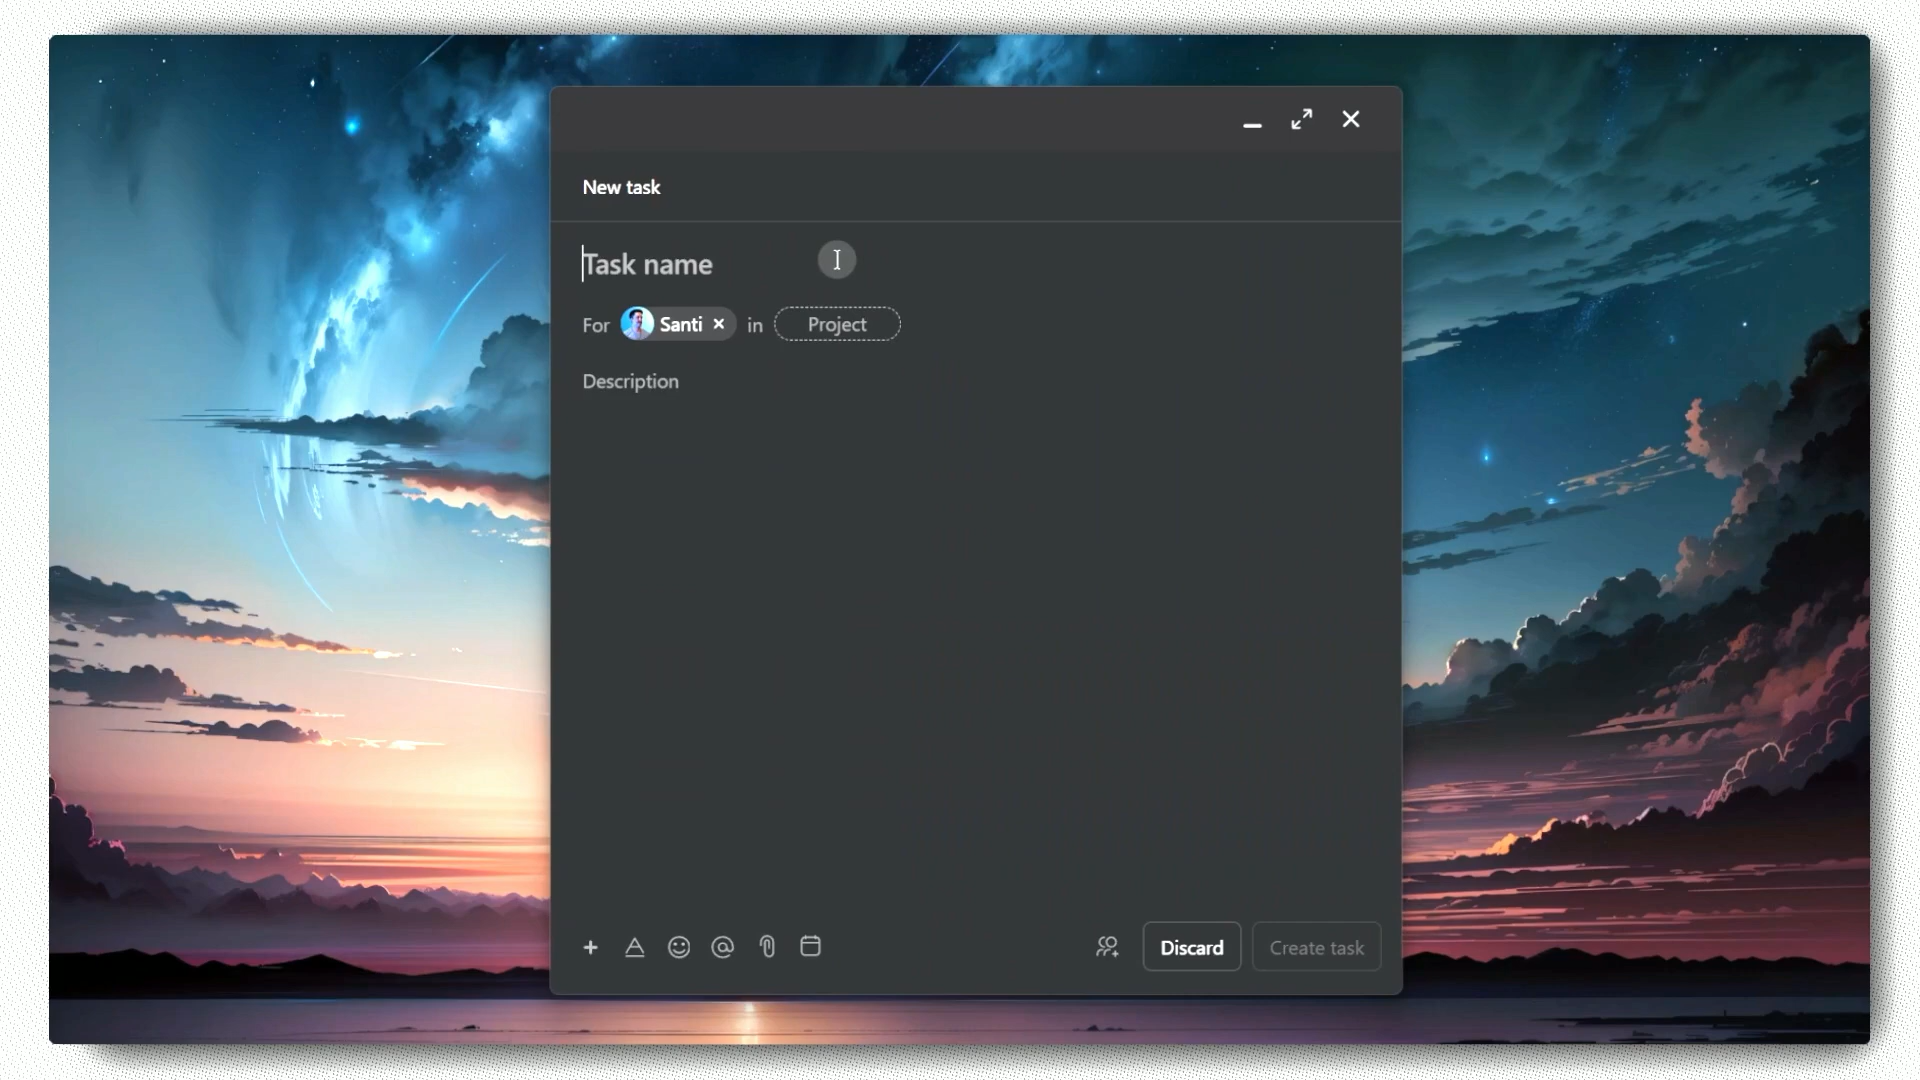 New task
Task name
For Santi × in Project
Description
Discard Create task